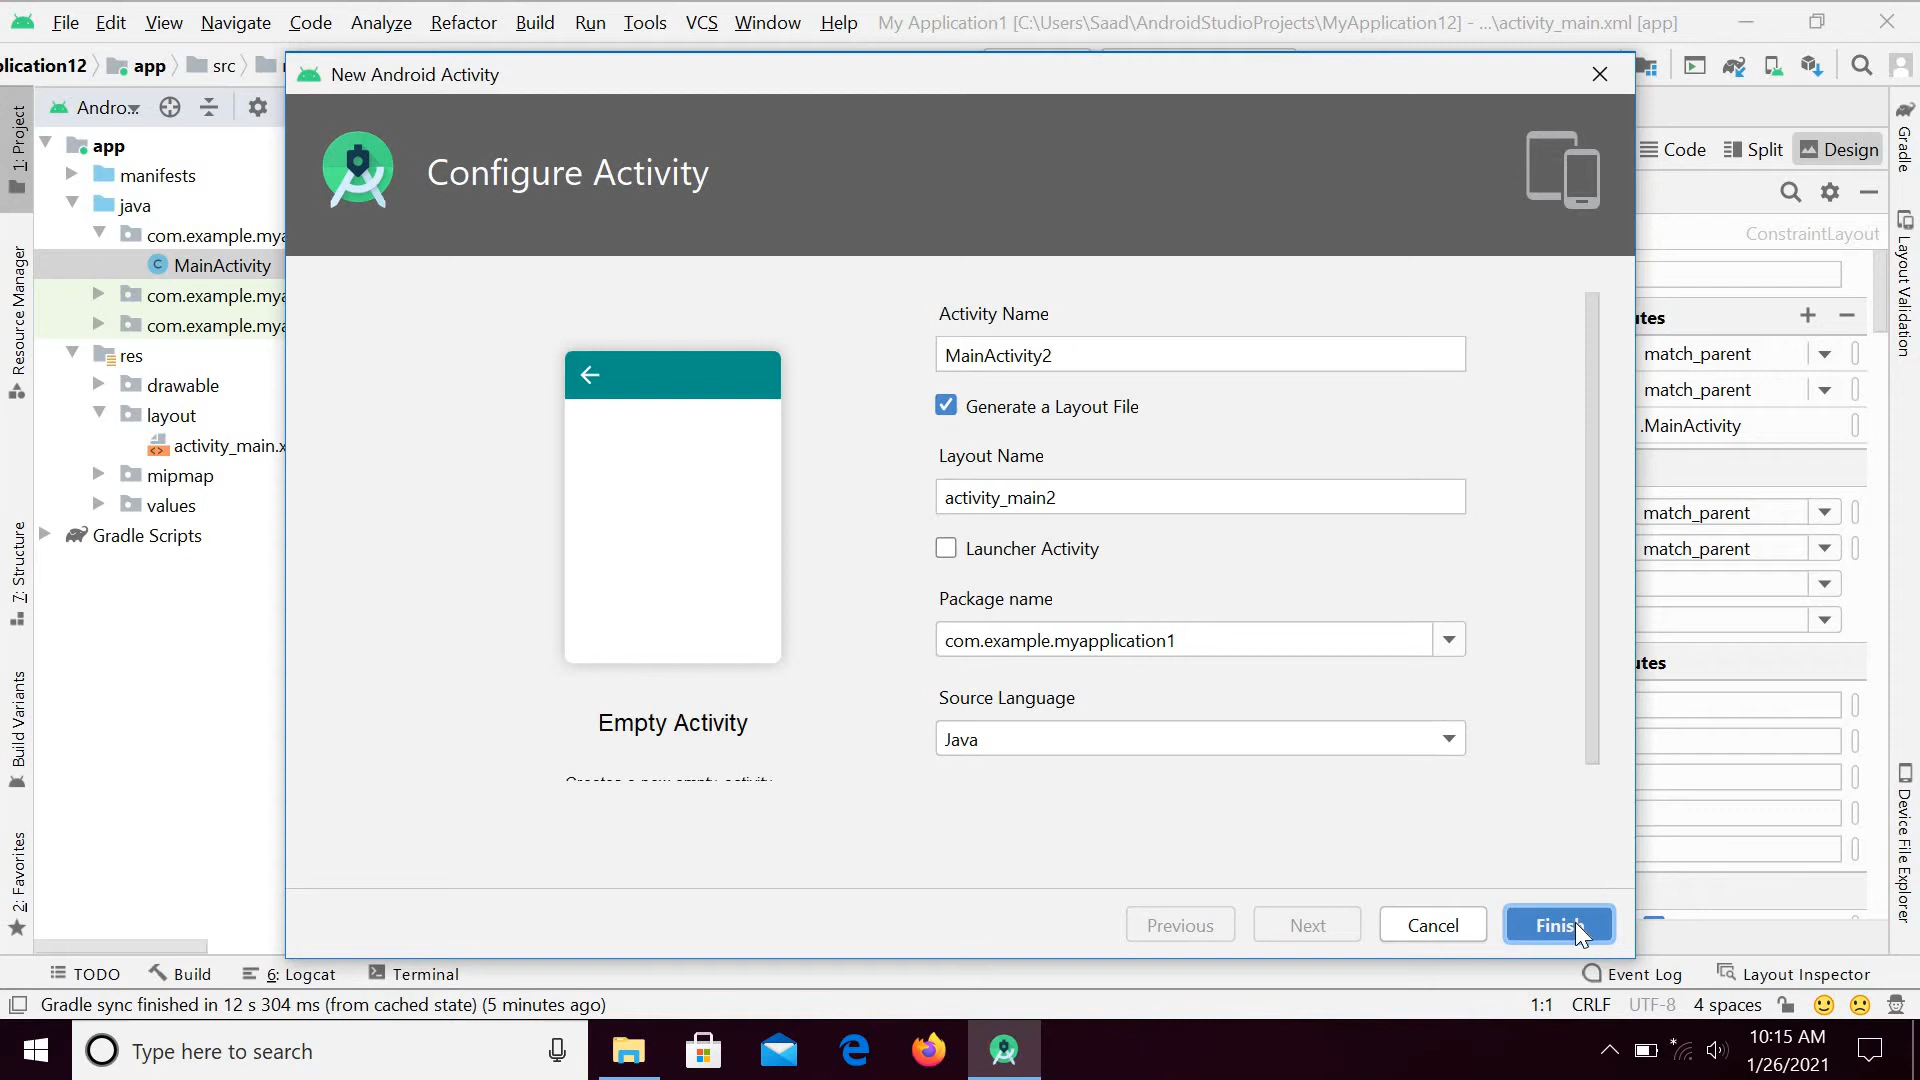 File Edit View Navigate Code Analyze Refactor Build Run Tools VCS Window Help My Application1 [C:\Users\Saad\AndroidStudioProjects\MyApplication12] - ...\activity_main.xml [app]
lication12 app src
New Android Activity
1: Project
Andro...
Configure Activity
Code Split Design
Gradle
app
manifests
java
com.example.mya
MainActivity
com.example.mya
com.example.mya
res
drawable
layout
activity_main.x
mipmap
values
Gradle Scripts
Resource Manager
7: Structure
Build Variants
2: Favorites
Activity Name
MainActivity2
Generate a Layout File
Layout Name
activity_main2
Launcher Activity
Package name
com.example.myapplication1
Source Language
Java
Empty Activity
Creates a new empty activity
Previous Next Cancel Finish
ConstraintLayout
utes
match_parent
match_parent
.MainActivity
match_parent
match_parent
utes
Layout Validation
Device File Explorer
TODO Build 6: Logcat Terminal Event Log Layout Inspector
Gradle sync finished in 12 s 304 ms (from cached state) (5 minutes ago) 1:1 CRLF UTF-8 4 spaces
Type here to search
10:15 AM
1/26/2021